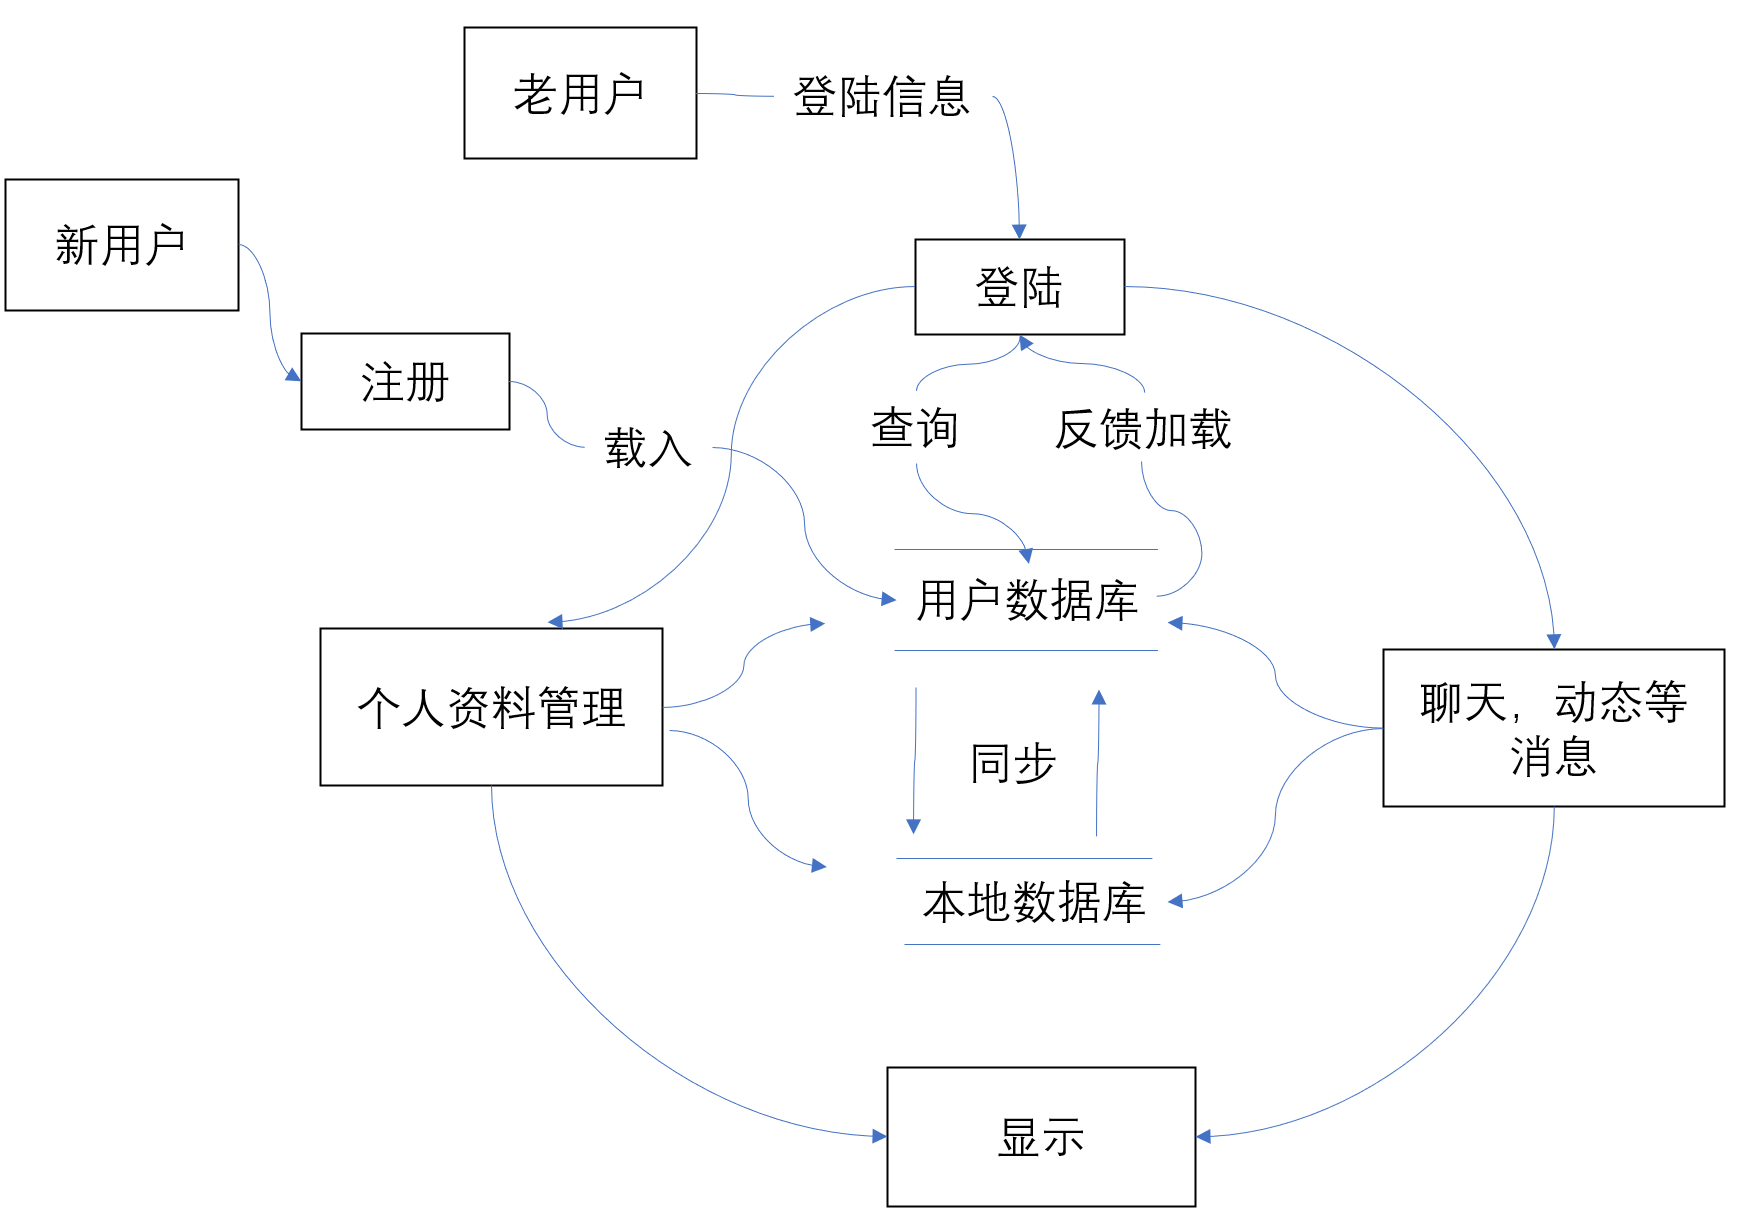 老用户
登陆信息
新用户
登陆
注册
查询
反馈加载
载入
用户数据库
个人资料管理
聊天，动态等
消息
同步
本地数据库
显示